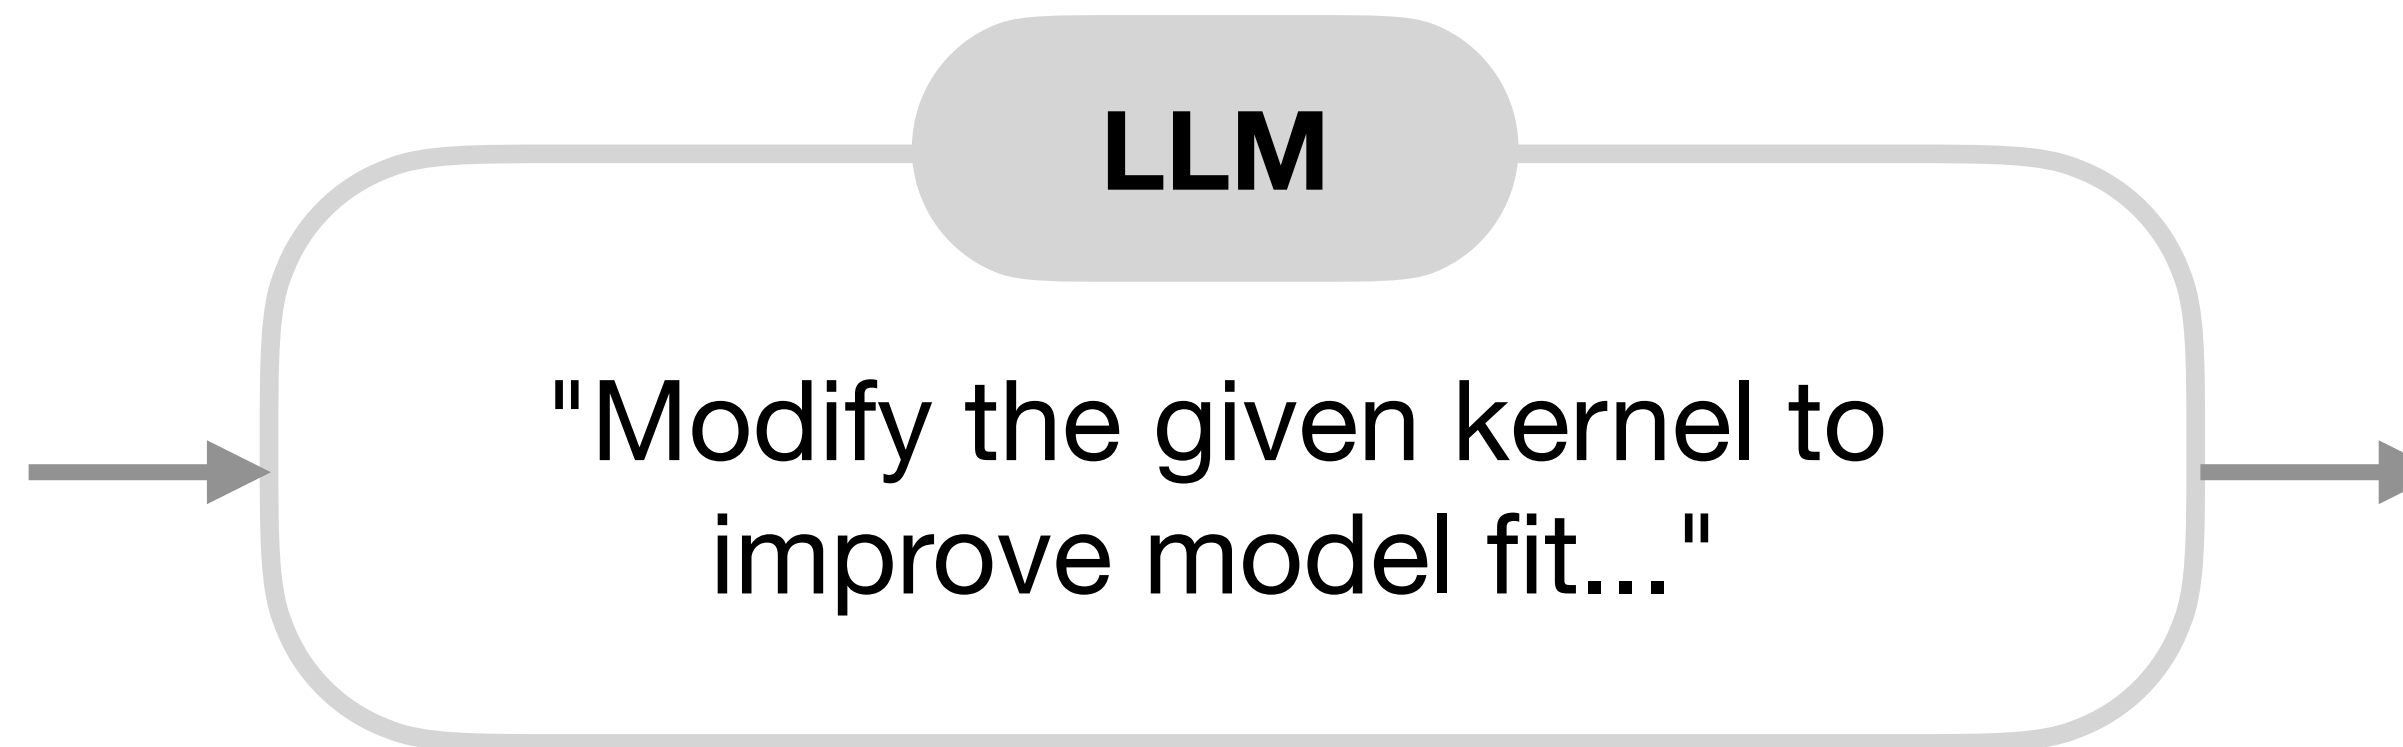 LLM
"Modify the given kernel to
improve model fit..."